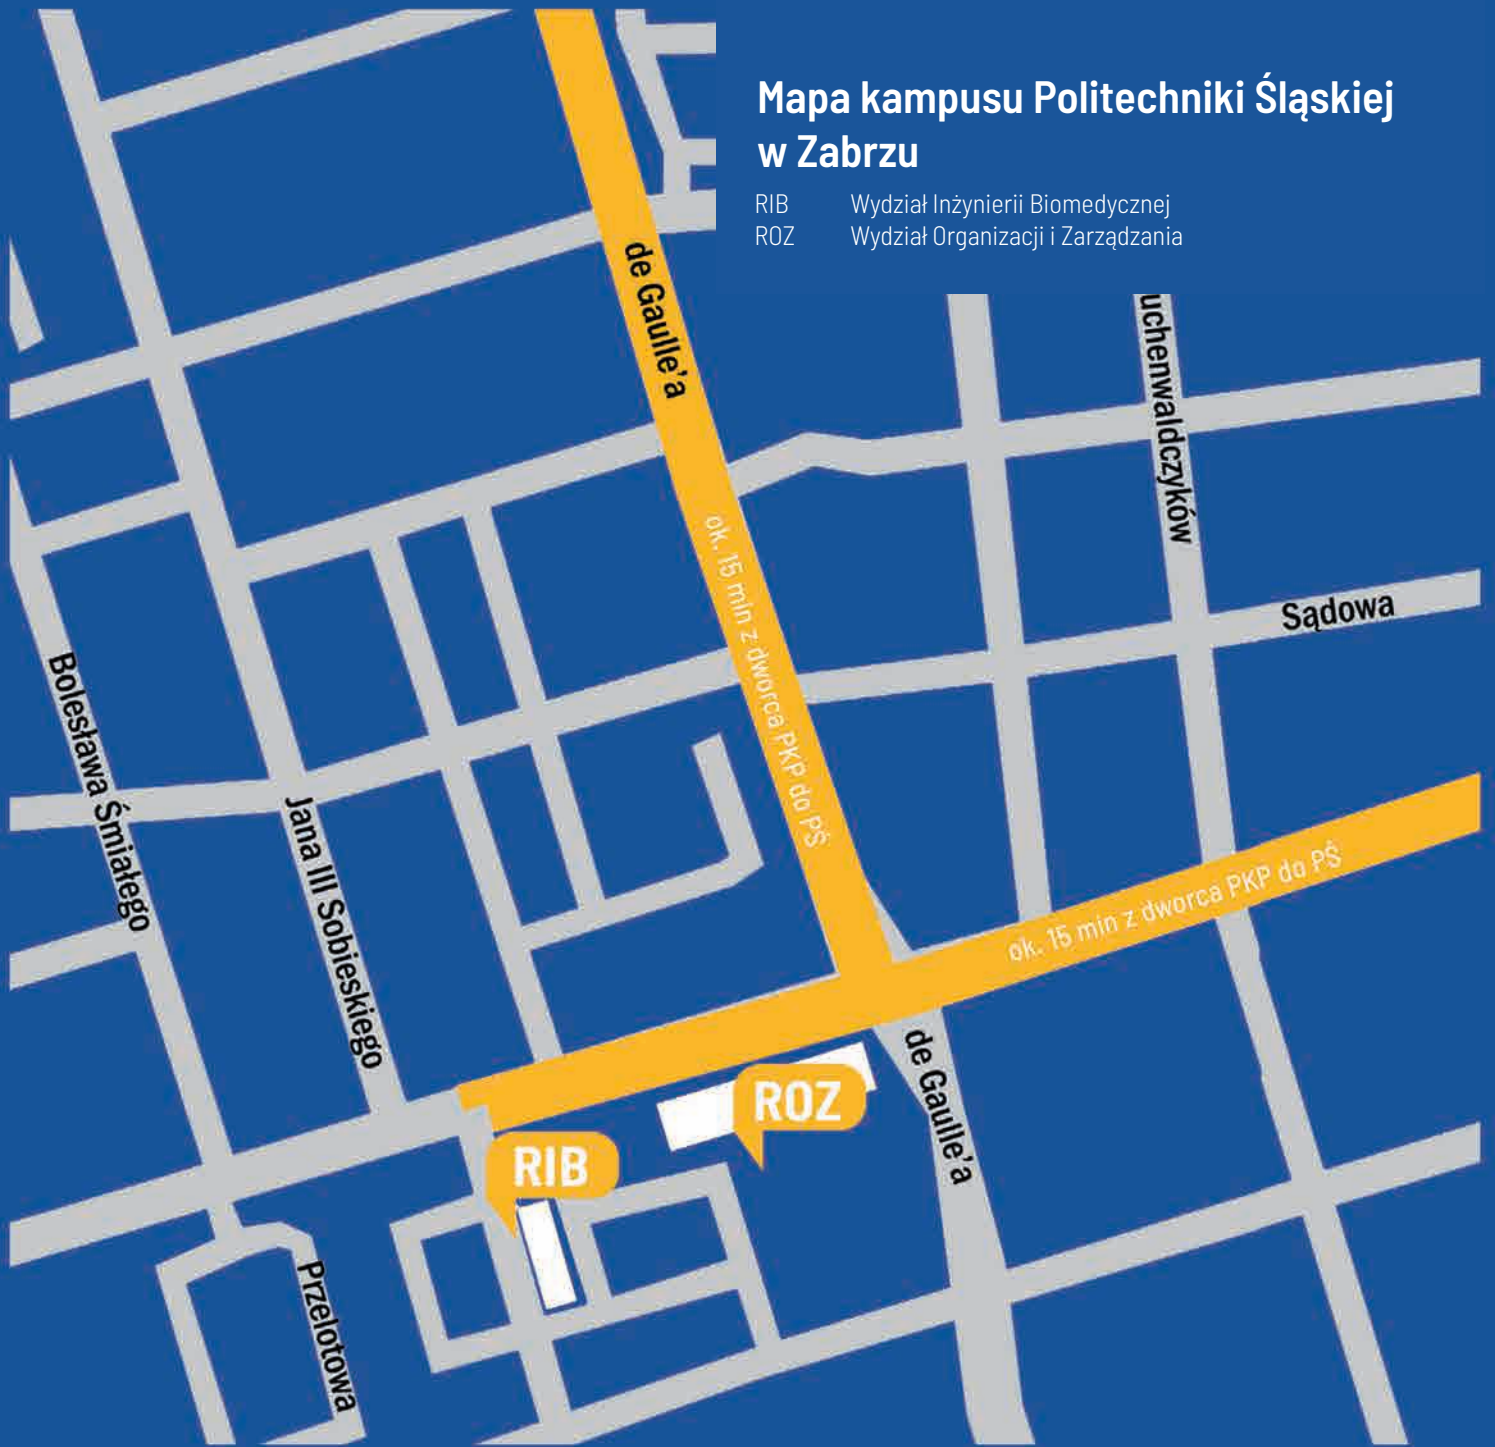 Mapa kampusu Politechniki Śląskiej
w Zabrzu
RIB Wydział Inżynierii Biomedycznej
ROZ Wydział Organizacji i Zarządzania
de Gaulle'a
uchenwaldczyków
ok. 15 min z dworca PKP do PŚ
Sądowa
Bolesława Śmiałego
Jana III Sobieskiego
ok. 15 min z dworca PKP do PŚ
de Gaulle'a
ROZ
RIB
Przelotowa